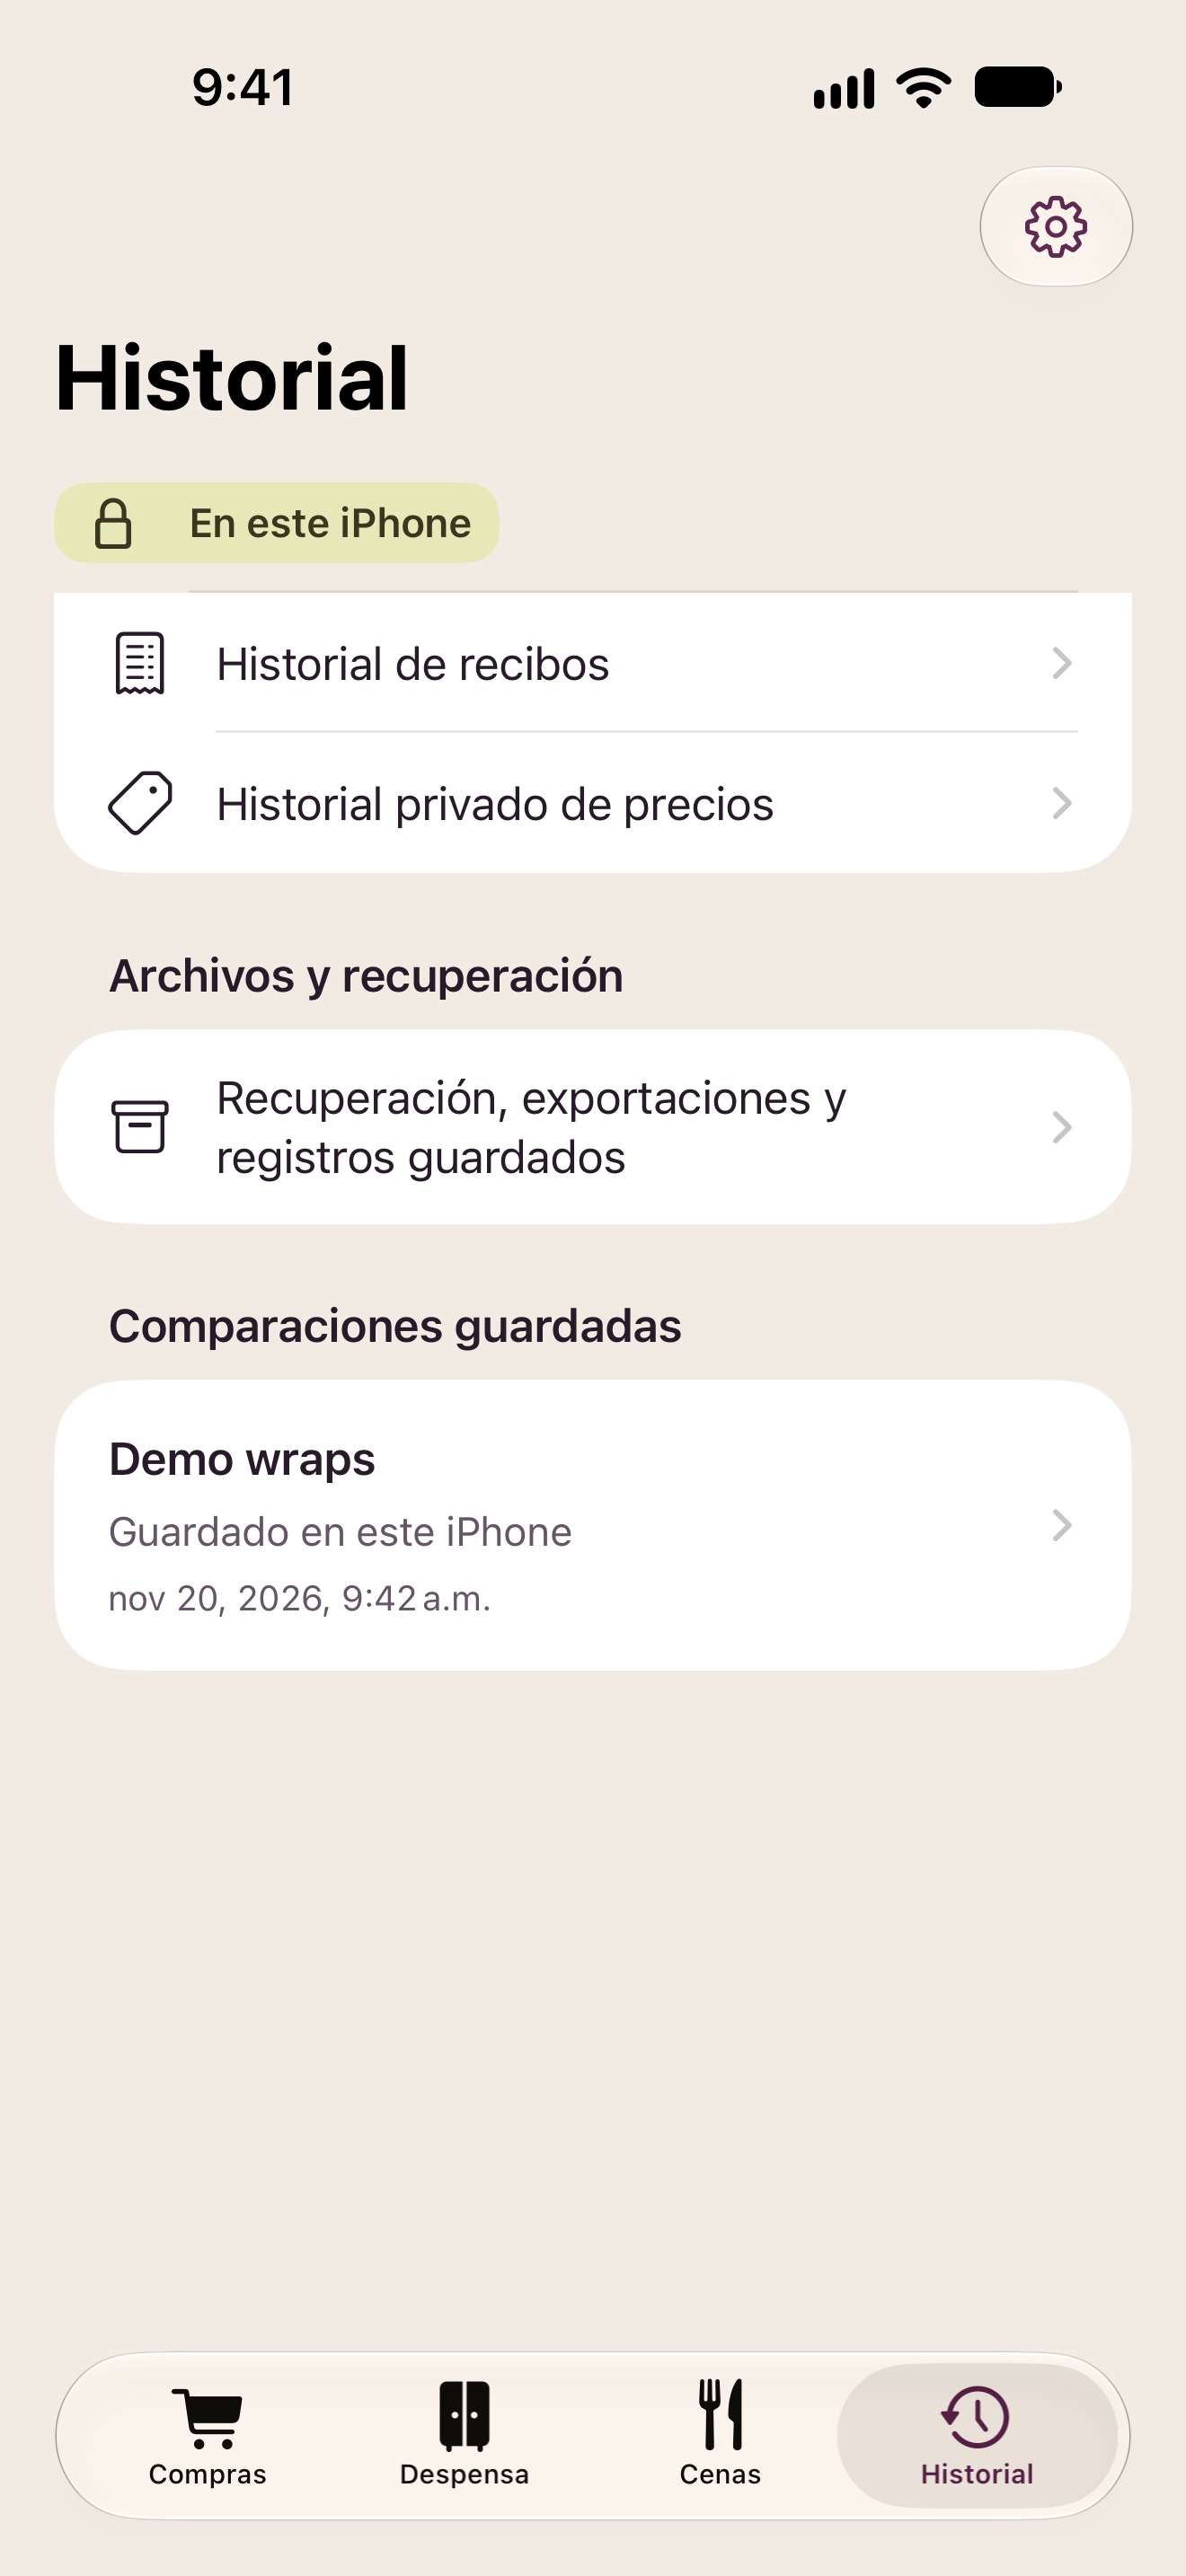 9:41
Historial
En este iPhone
Historial de recibos
Historial privado de precios
Archivos y recuperación
Recuperación, exportaciones y
registros guardados
Comparaciones guardadas
Demo wraps
Guardado en este iPhone
nov 20, 2026, 9:42 a.m.
Compras
Despensa
Cenas
Historial